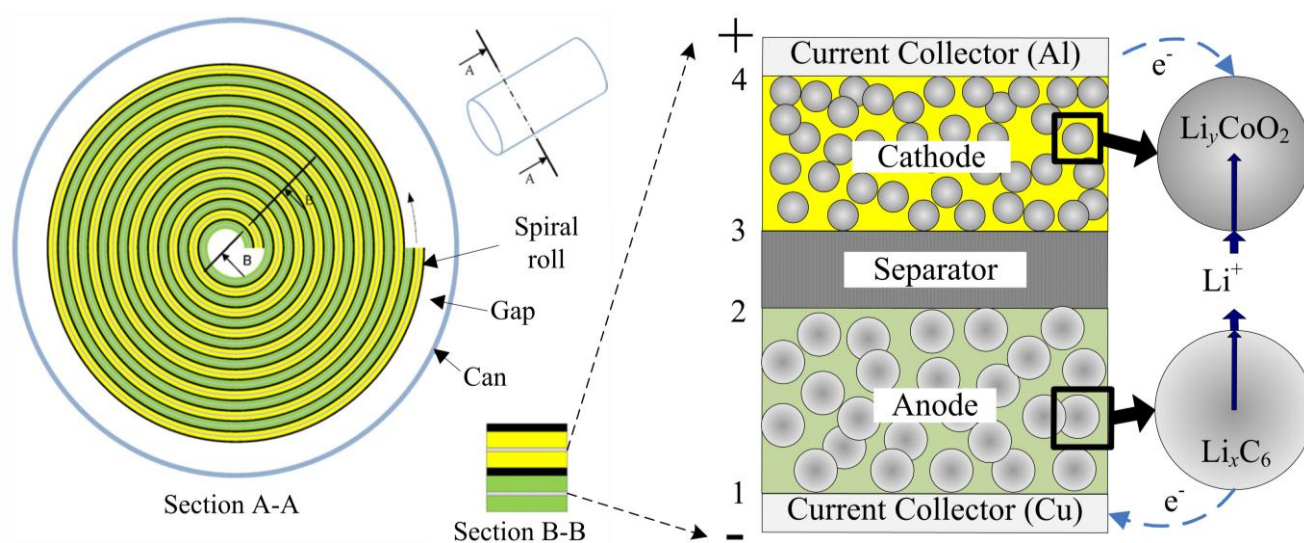 A
A
B
B
Spiral
roll
Gap
Can
Section A-A
Section B-B
+
Current Collector (Al)
4
Cathode
3
Separator
2
Anode
1
Current Collector (Cu)
-
e-
LiyCoO2
Li+
LixC6
e-